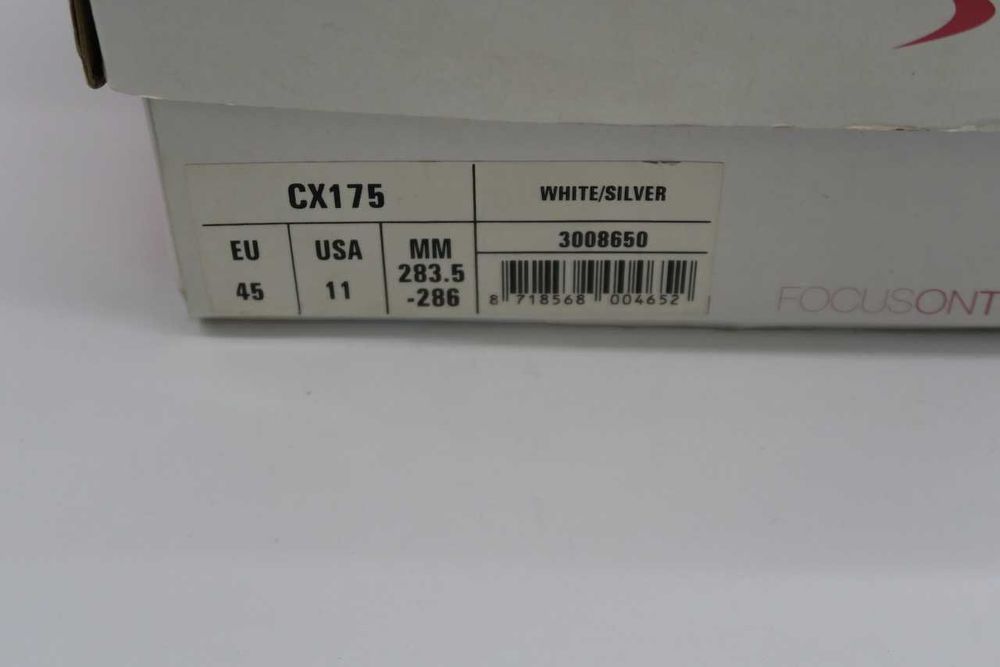 CX175
WHITE/SILVER
EU
USA
MM
45
11
283.5
-286
3008650
8 718568 004652
FOCUSONT